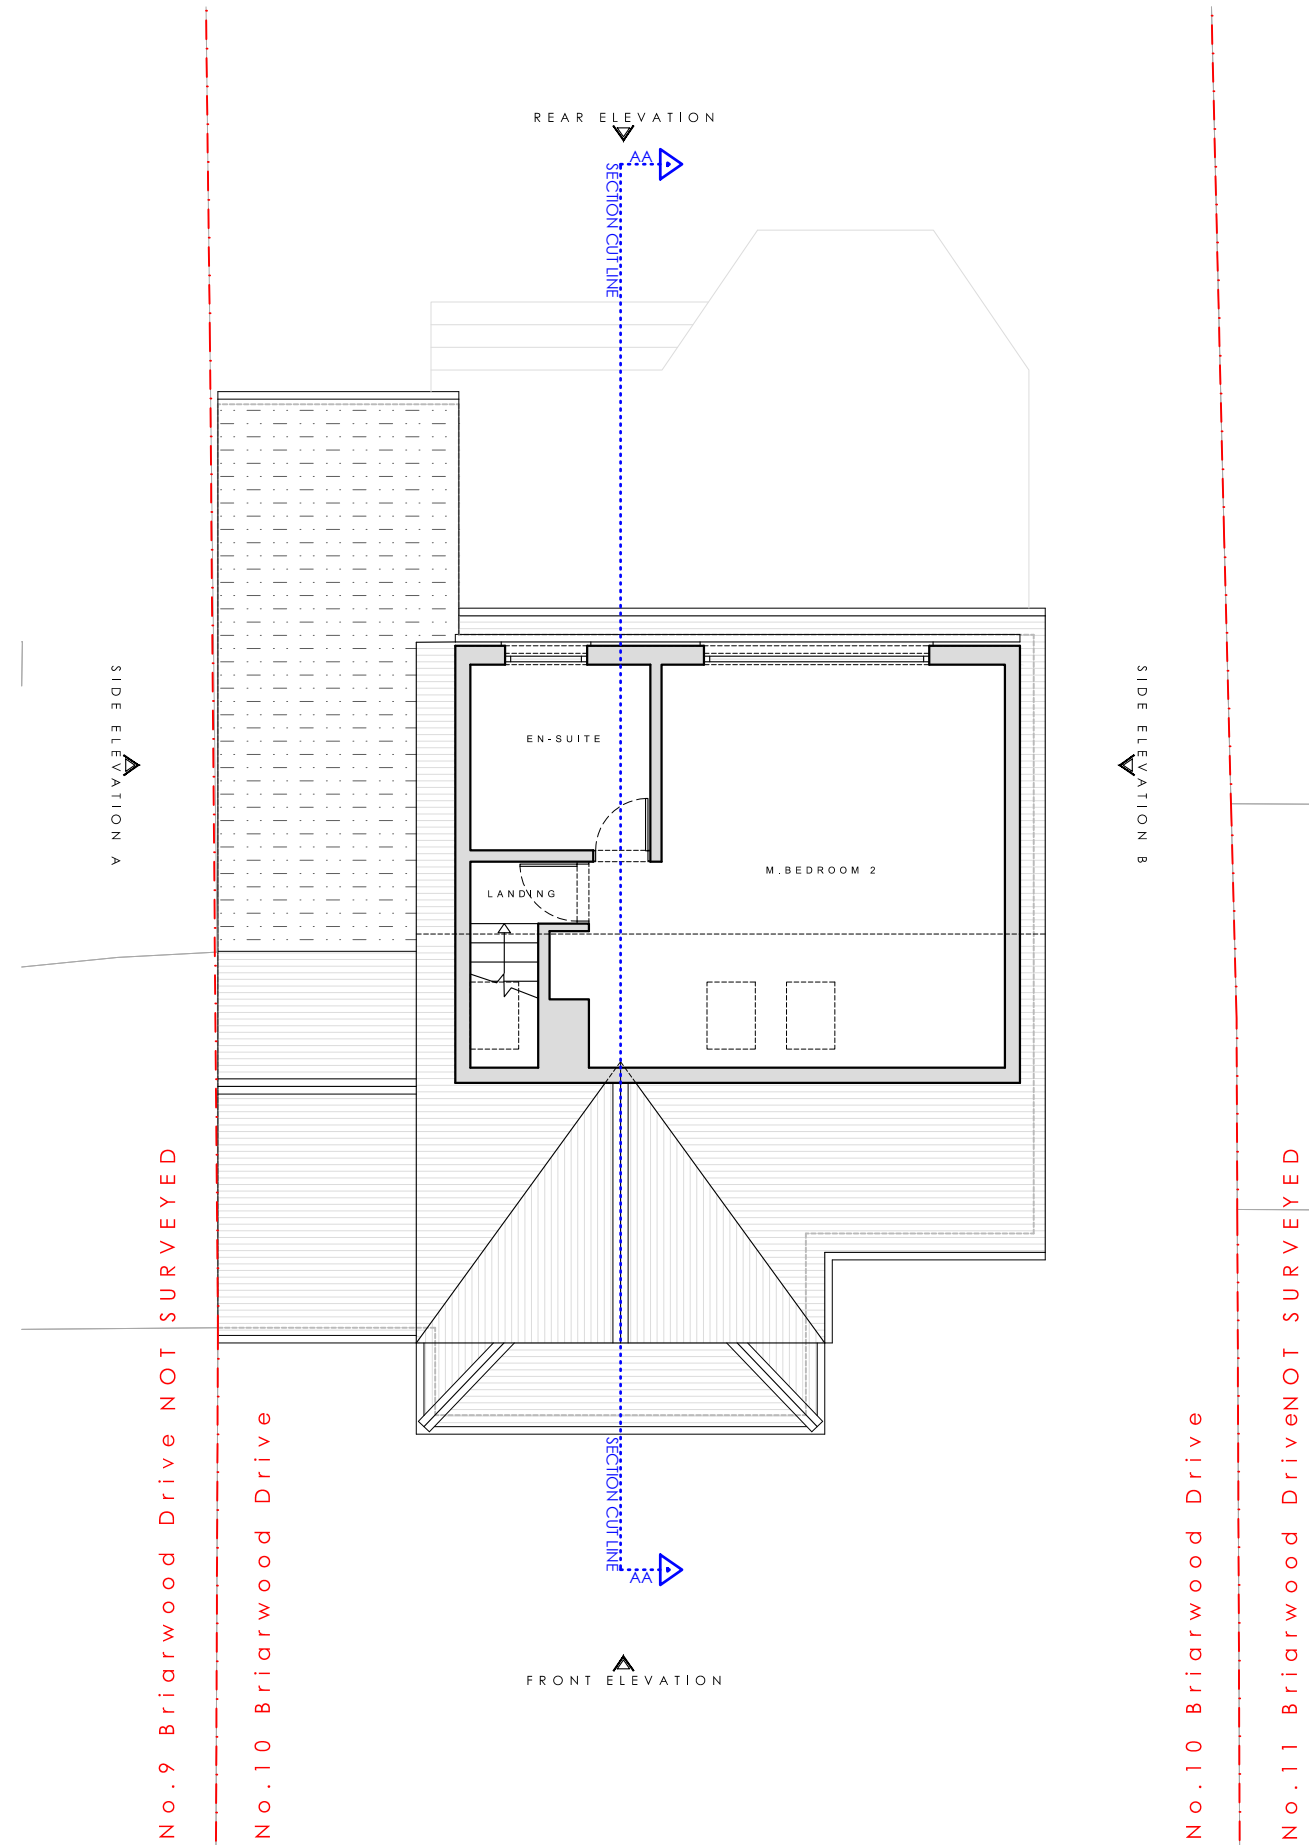 REAR ELEVATION
AA
SECTION CUT LINE
SIDE ELEVATION A
SIDE ELEVATION B
EN-SUITE
M.BEDROOM 2
LANDING
No.9 Briarwood Drive NOT SURVEYED
No.10 Briarwood Drive
No.10 Briarwood Drive
No.11 Briarwood DriveNOT SURVEYED
SECTION CUT LINE
AA
FRONT ELEVATION